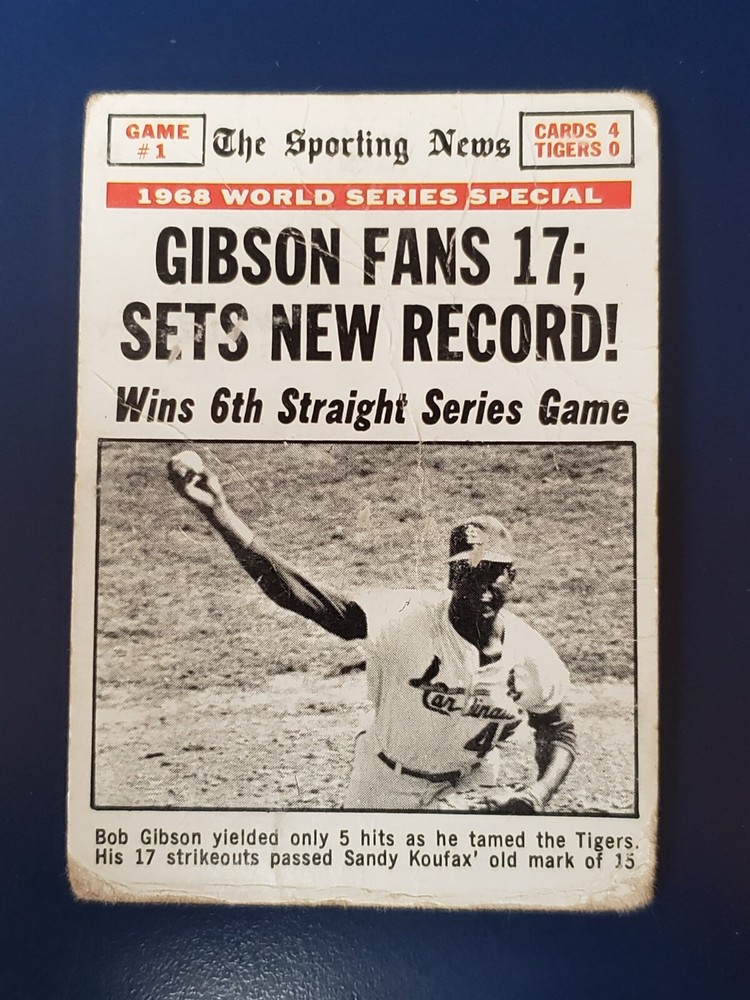 GAME
#1
The Sporting News
CARDS 4
TIGERS 0
1968 WORLD SERIES SPECIAL
GIBSON FANS 17;
SETS NEW RECORD!
Wins 6th Straight Series Game
Cardinals
45
Bob Gibson yielded only 5 hits as he tamed the Tigers.
His 17 strikeouts passed Sandy Koufax' old mark of 15